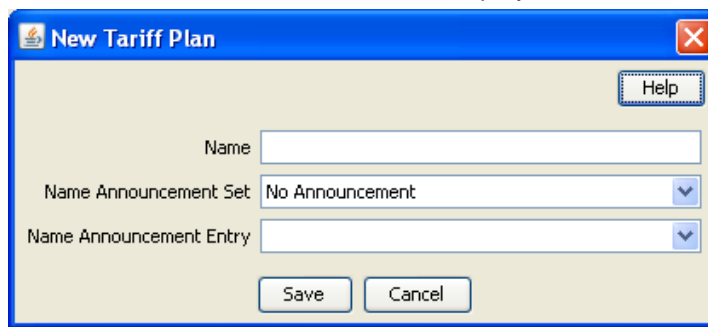 New Tariff Plan
Help
Name
Name Announcement Set No Announcement
Name Announcement Entry
Save Cancel